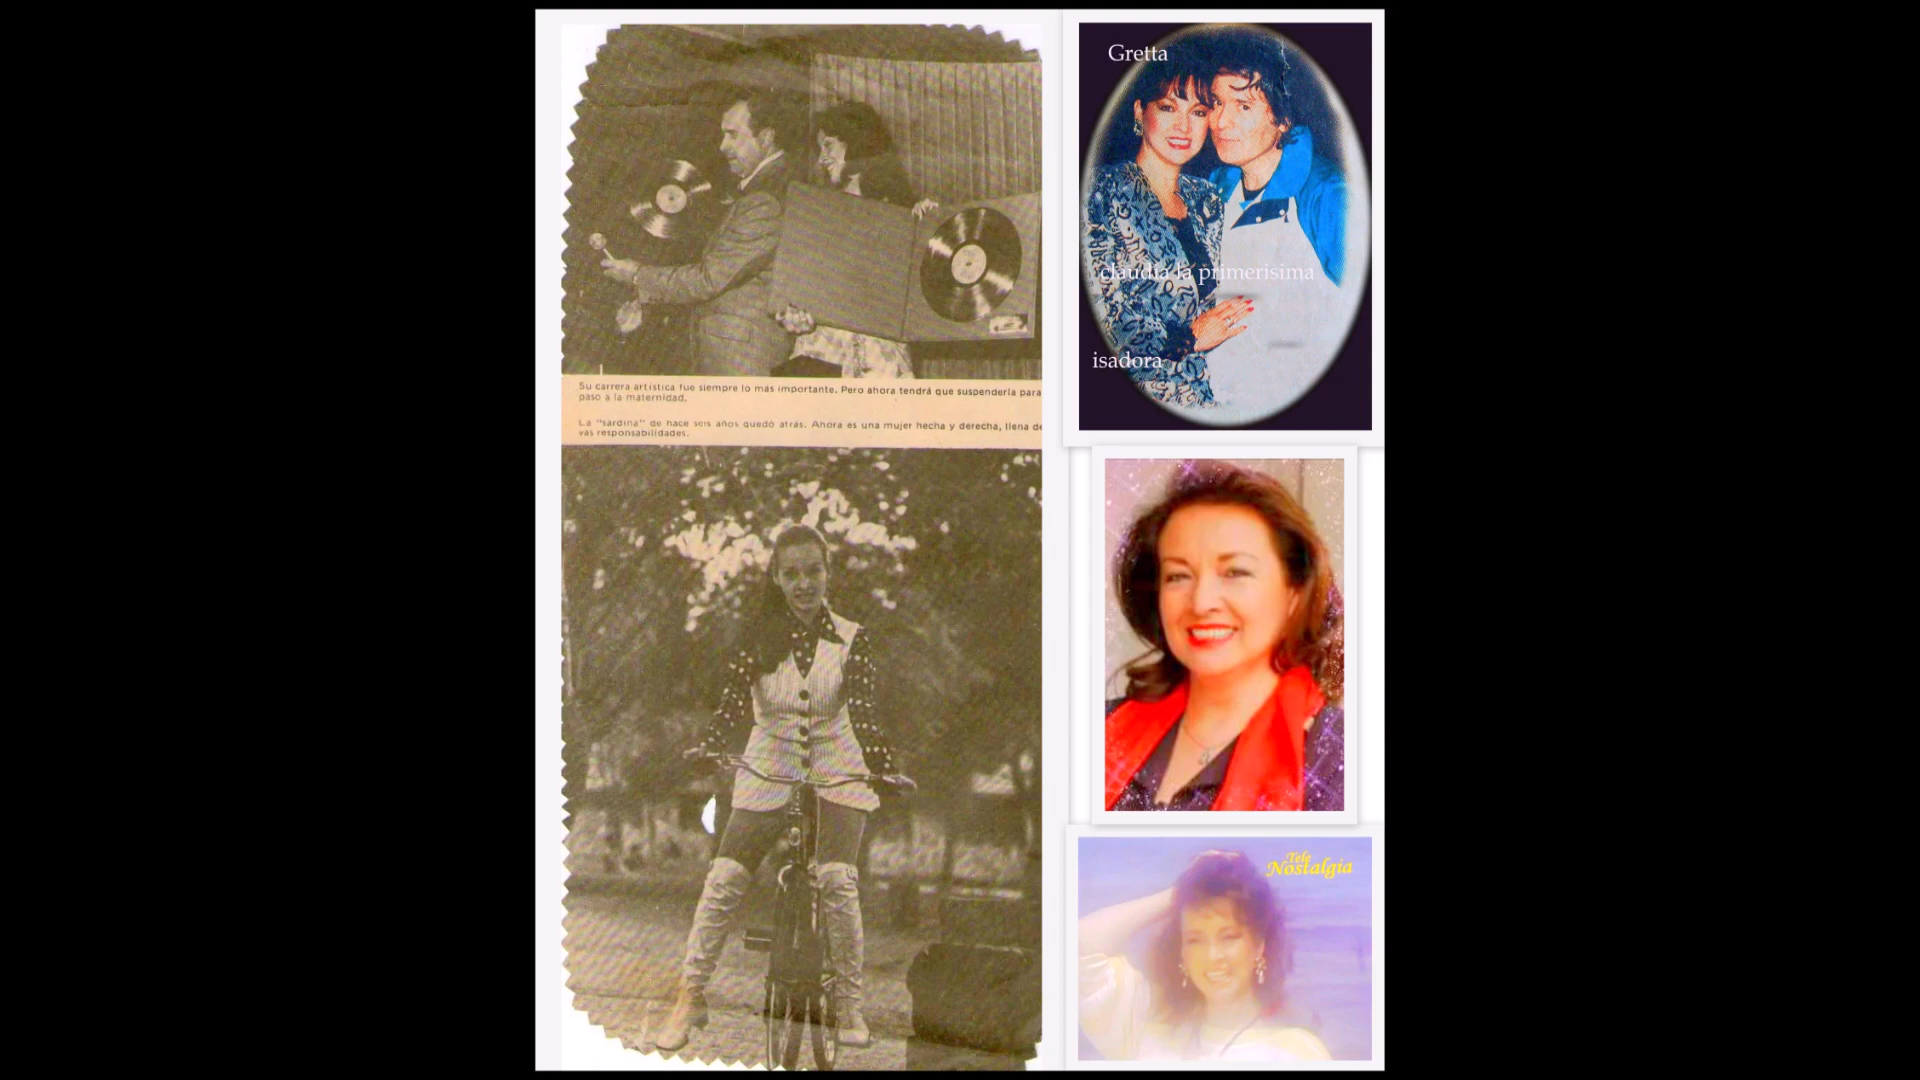 Su carrera artística fue siempre lo más importante. Pero ahora tendrá que suspenderla para
paso a la maternidad.
La "sardina" de hace seis años quedó atrás. Ahora es una mujer hecha y derecha, llena de
vas responsabilidades.
Gretta
claudia la primerisima
isadora
Tele
Nostalgia